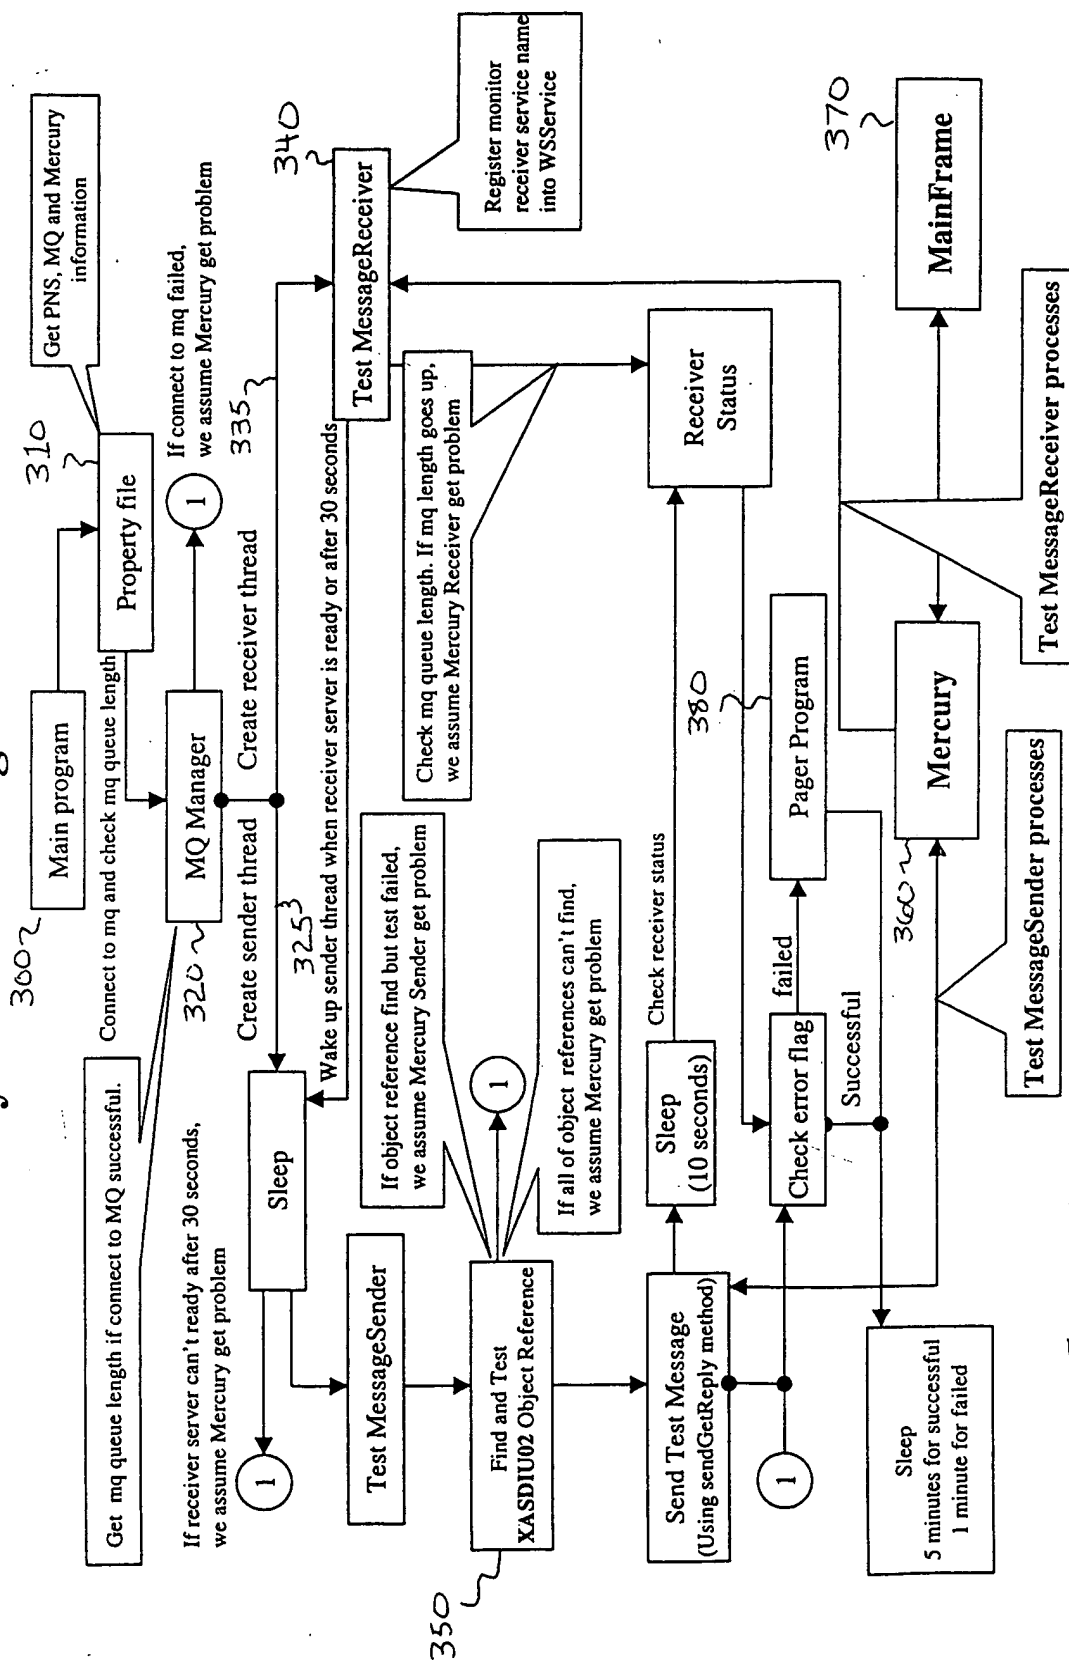 300
Main program
310
Property file
Get PNS, MQ and Mercury
information
Connect to mq and check mq queue length
Get mq queue length if connect to MQ successful.
320
MQ Manager
1
If connect to mq failed,
we assume Mercury get problem
Create sender thread
325
Create receiver thread
335
If receiver server can't ready after 30 seconds,
we assume Mercury get problem
1
Sleep
Wake up sender thread when receiver server is ready or after 30 seconds
340
Test MessageReceiver
Register monitor
receiver service name
into WSService
Test MessageSender
If object reference find but test failed,
we assume Mercury Sender get problem
Check mq queue length. If mq length goes up,
we assume Mercury Receiver get problem
350
Find and Test
XASDIU02 Object Reference
1
If all of object references can't find,
we assume Mercury get problem
Send Test Message
(Using sendGetReply method)
Sleep
(10 seconds)
Check receiver status
Receiver
Status
1
Check error flag
failed
Successful
380
Pager Program
Sleep
5 minutes for successful
1 minute for failed
360
Mercury
370
MainFrame
Test MessageSender processes
Test MessageReceiver processes